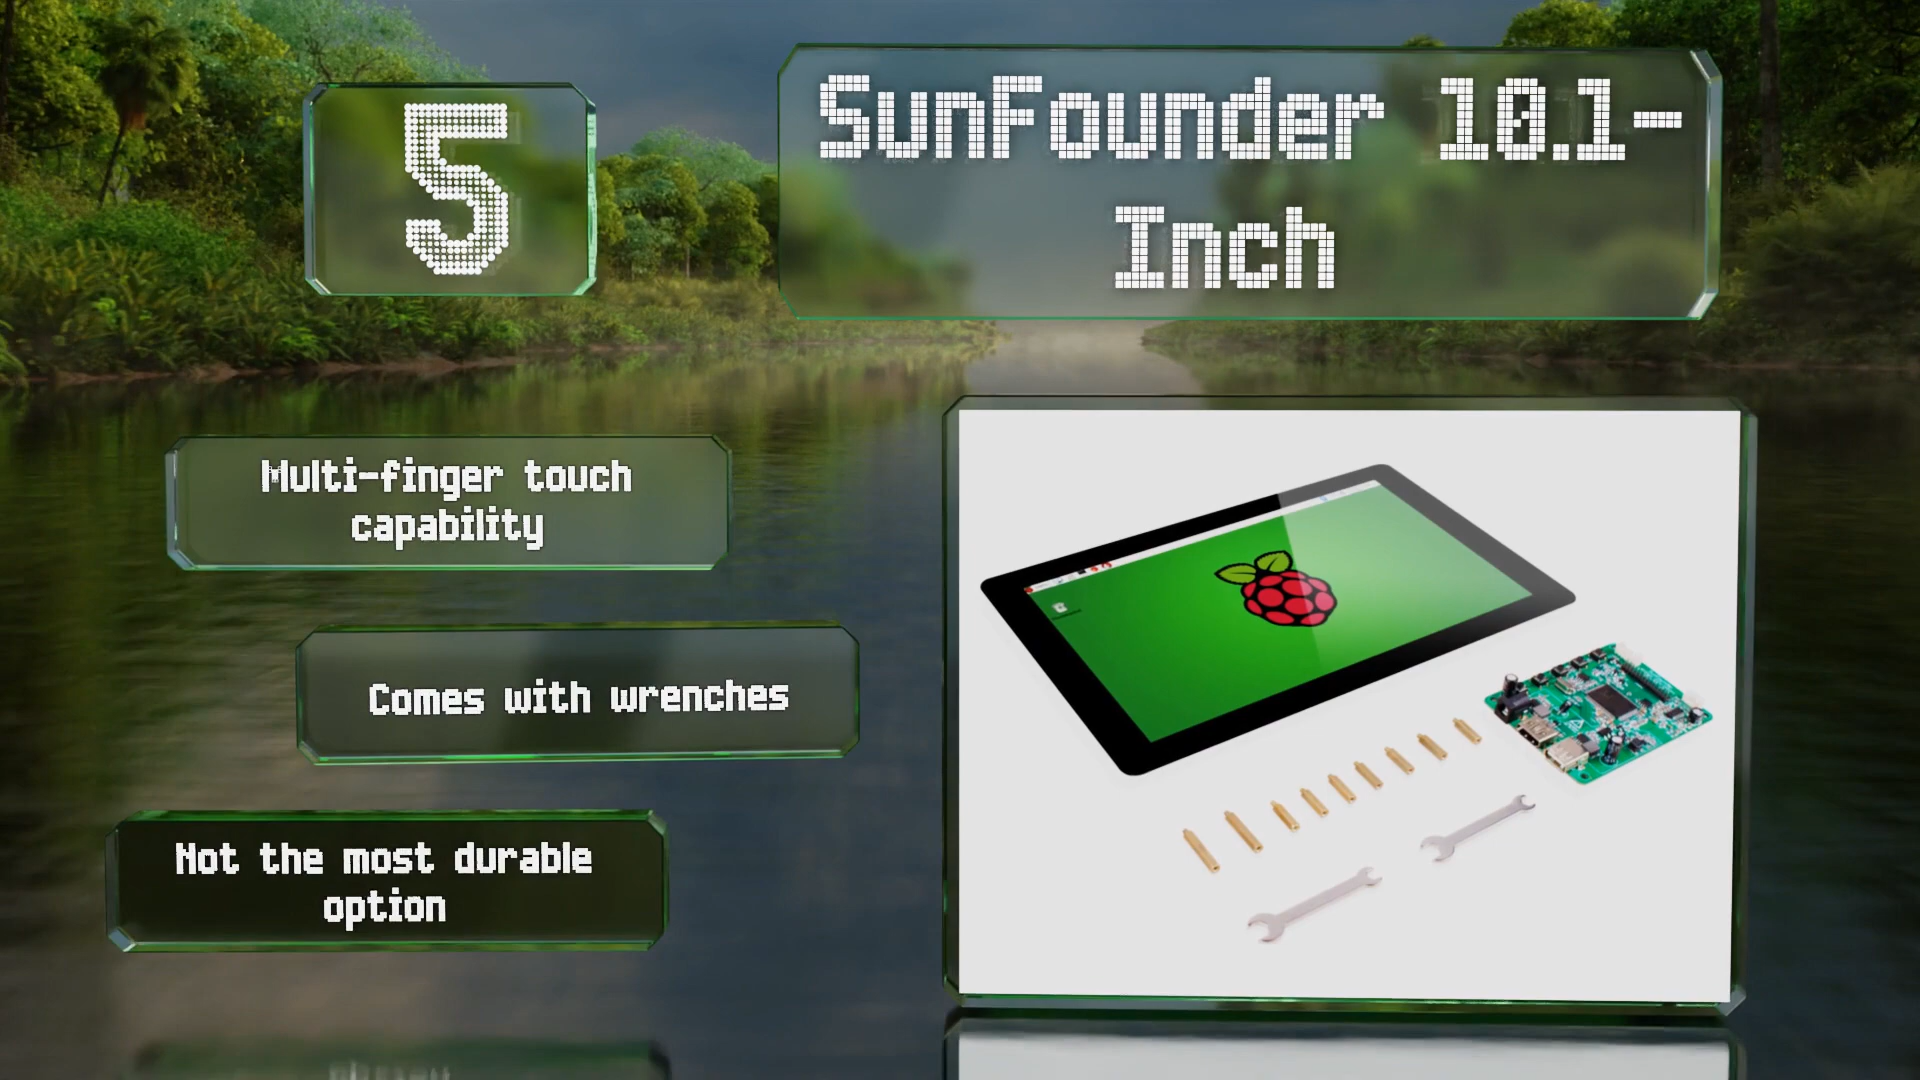 5
SunFounder 10.1-
Inch
Multi-finger touch
capability
Comes with wrenches
Not the most durable
option